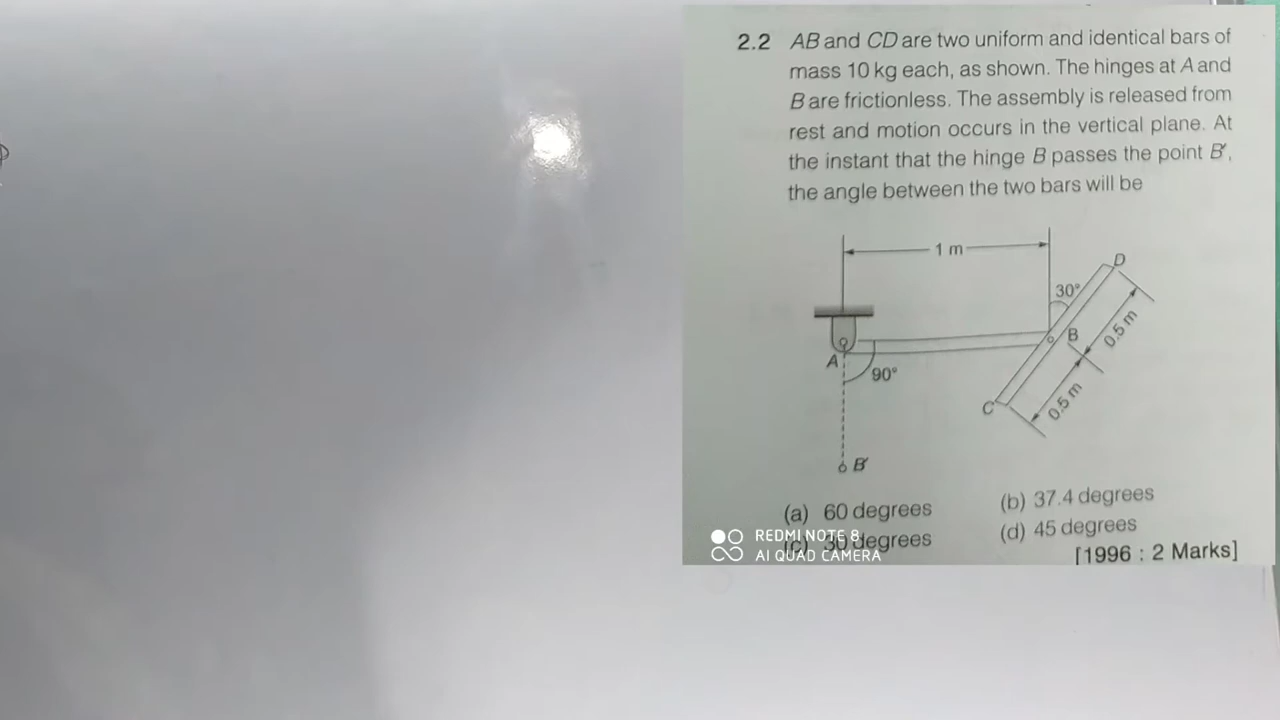 2.2 AB and CD are two uniform and identical bars of
mass 10 kg each, as shown. The hinges at A and
B are frictionless. The assembly is released from
rest and motion occurs in the vertical plane. At
the instant that the hinge B passes the point B',
the angle between the two bars will be
1 m
30°
D
B
0.5 m
A
90°
C
0.5 m
B'
(a) 60 degrees
(b) 37.4 degrees
(c) 30 degrees
(d) 45 degrees
[1996 : 2 Marks]
REDMI NOTE 8
AI QUAD CAMERA